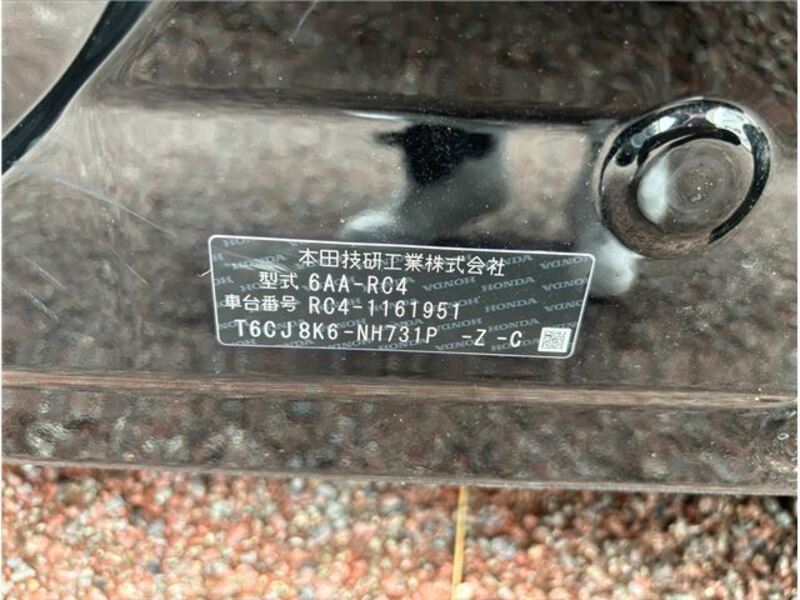 本田技研工業株式会社
型式 6AA-RC4
車台番号 RC4-1161951
T6CJ8K6-NH731P -Z-C